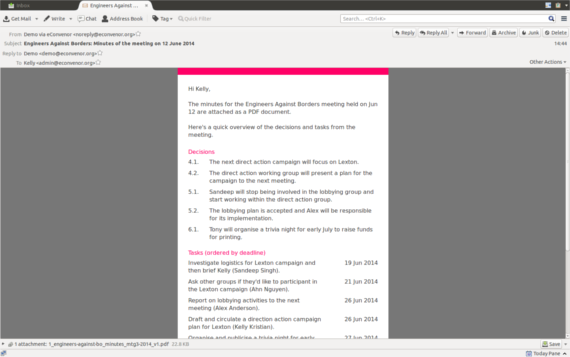 Inbox
Engineers Against Bo...
Get Mail Write Chat Address Book Tag Quick Filter Search... <Ctrl+K>
From Demo via eConvenor <noreply@econvenor.org> Reply Reply All Forward Archive Junk Delete
Subject Engineers Against Borders: Minutes of the meeting on 12 June 2014 14:44
Reply to Demo <demo@econvenor.org>
To Kelly <admin@econvenor.org> Other Actions
Hi Kelly,
The minutes for the Engineers Against Borders meeting held on Jun
12 are attached as a PDF document.
Here's a quick overview of the decisions and tasks from the
meeting.
Decisions
4.1. The next direct action campaign will focus on Lexton.
4.2. The direct action working group will present a plan for the
campaign to the next meeting.
5.1. Sandeep will stop being involved in the lobbying group and
start working within the direct action group.
5.2. The lobbying plan is accepted and Alex will be responsible
for its implementation.
6.1. Tony will organise a trivia night for early July to raise funds
for printing.
Tasks (ordered by deadline)
Investigate logistics for Lexton campaign and 19 Jun 2014
then brief Kelly (Sandeep Singh).
Ask other groups if they'd like to participate in 21 Jun 2014
the Lexton campaign (Ahn Nguyen).
Report on lobbying activities to the next 26 Jun 2014
meeting (Alex Anderson).
Draft and circulate a direction action campaign 26 Jun 2014
plan for Lexton (Kelly Kristian).
Organise and publicise a trivia night for early 27 Jun 2014
1 attachment: 1_engineers-against-bo_minutes_mtg3-2014_v1.pdf 22.8 KB Save
Today Pane